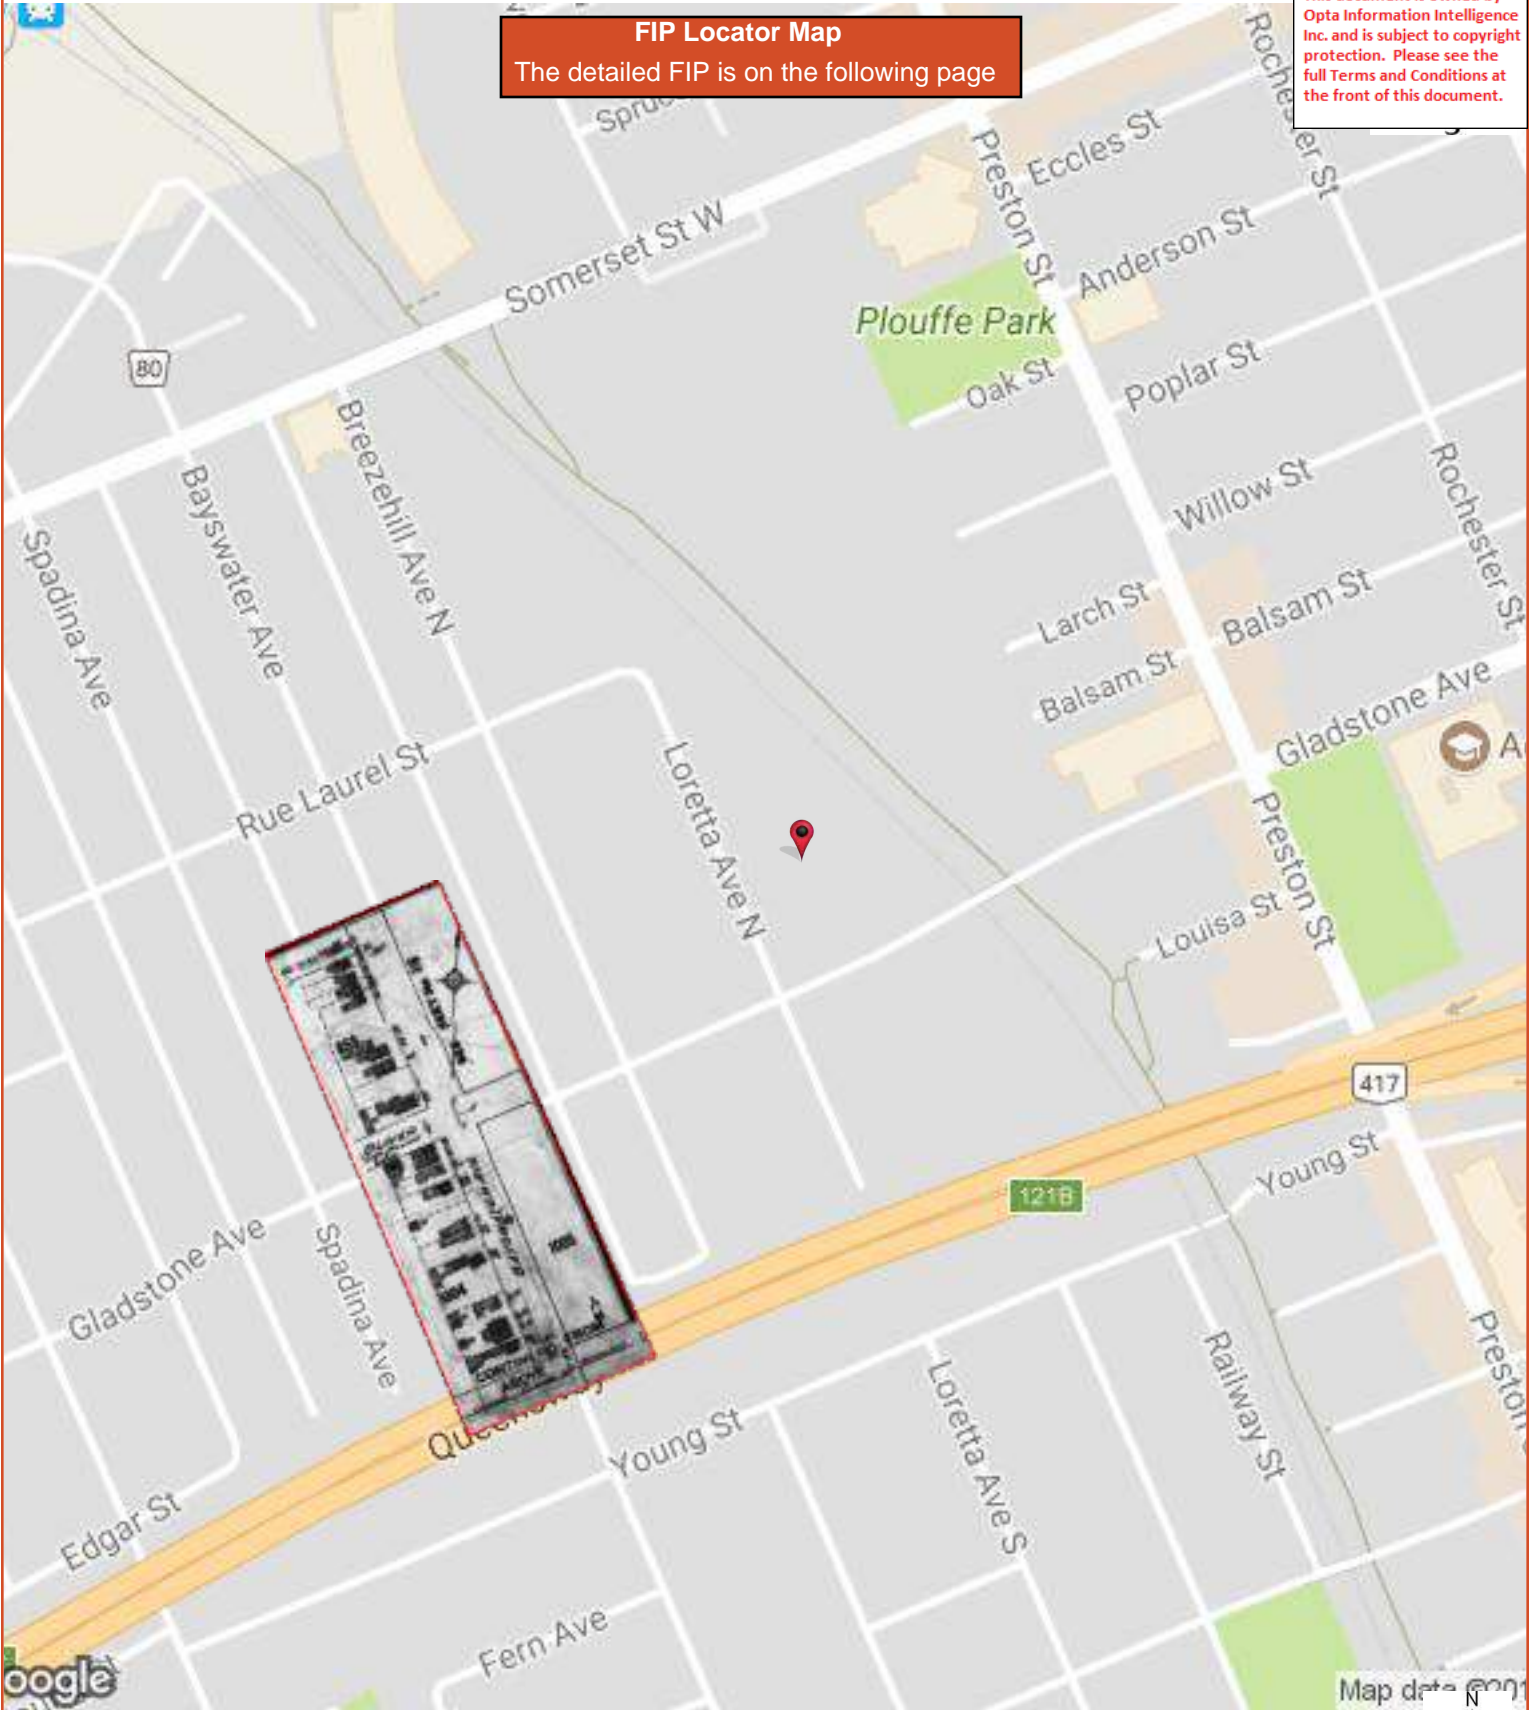 FIP Locator Map
The detailed FIP is on the following page
Opta Information Intelligence
Inc. and is subject to copyright
protection. Please see the
full Terms and Conditions at
the front of this document.
Rochester St
Preston St
Eccles St
Somerset St W
Anderson St
Plouffe Park
80
Oak St
Poplar St
Breezehill Ave N
Bayswater Ave
Willow St
Rochester St
Spadina Ave
Larch St
Balsam St
Balsam St
Gladstone Ave
Rue Laurel St
Loretta Ave N
Preston St
Louisa St
417
Young St
121B
Gladstone Ave
Spadina Ave
Preston
Railway St
Loretta Ave S
Young St
Edgar St
Fern Ave
oogle
Map data ©201
N